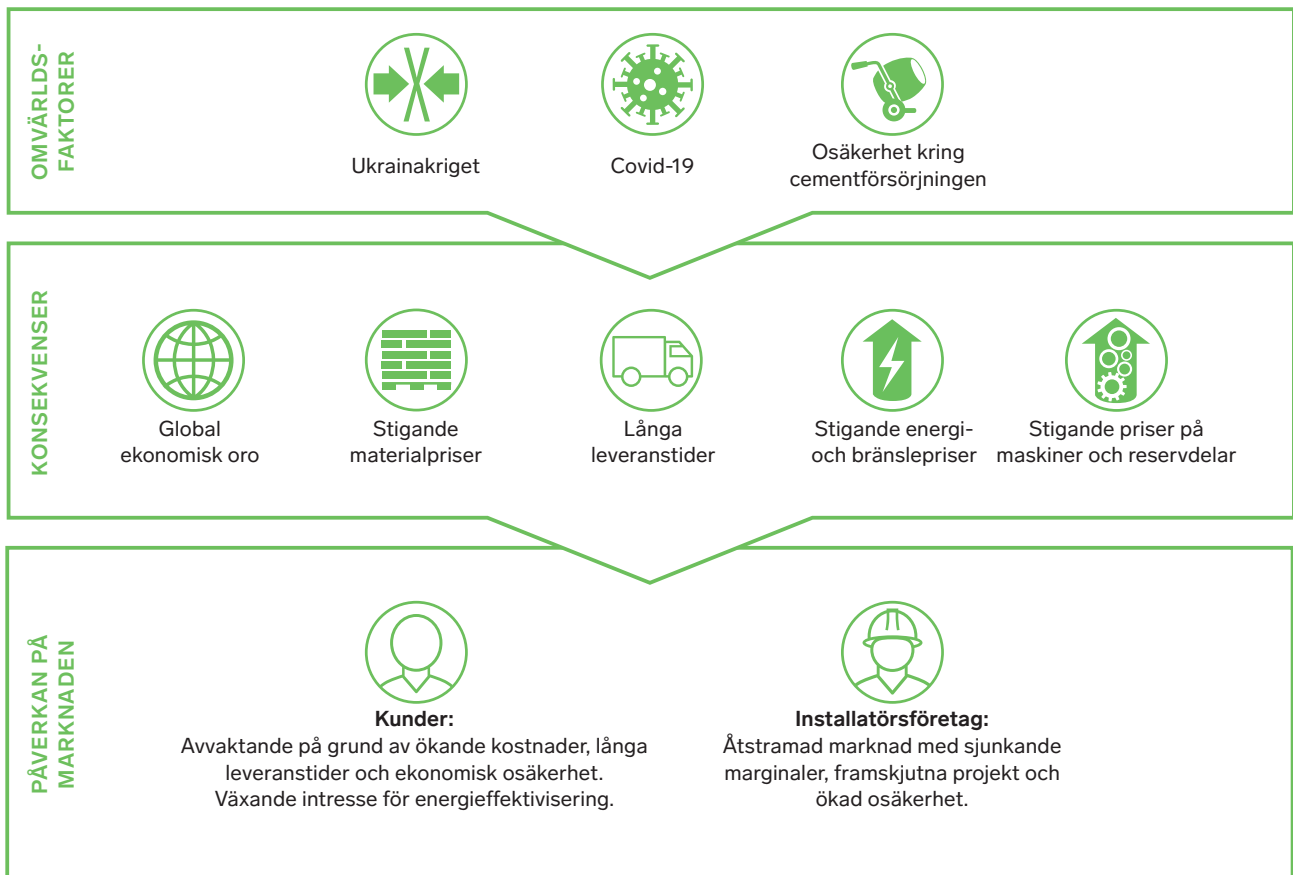 OMVÄRLDS-
FAKTORER
Ukrainakriget
Covid-19
Osäkerhet kring
cementförsörjningen
KONSEKVENSER
Global
ekonomisk oro
Stigande
materialpriser
Långa
leveranstider
Stigande energi-
och bränslepriser
Stigande priser på
maskiner och reservdelar
PÅVERKAN PÅ
MARKNADEN
Kunder:
Avvaktande på grund av ökande kostnader, långa
leveranstider och ekonomisk osäkerhet.
Växande intresse för energieffektivisering.
Installatörsföretag:
Åtstramad marknad med sjunkande
marginaler, framskjutna projekt och
ökad osäkerhet.